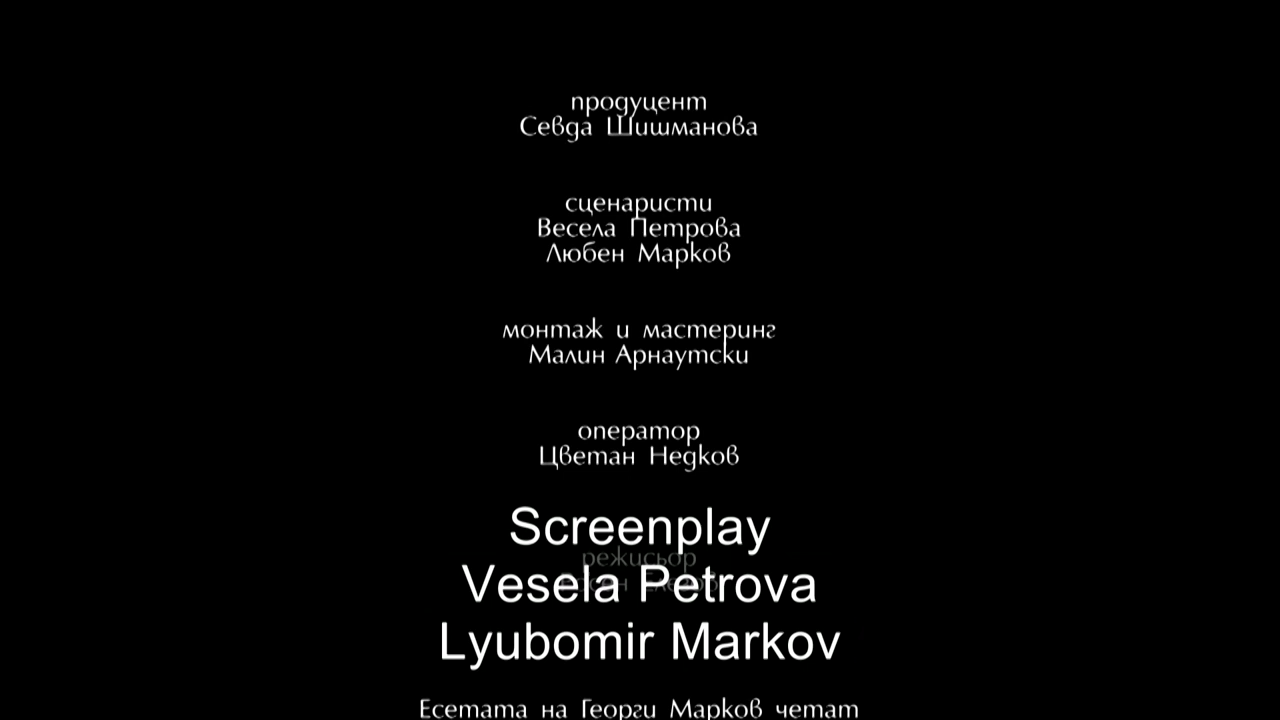 продуцент
Севда Шишманова
сценаристи
Весела Петрова
Любен Марков
монтаж и мастеринг
Малин Арнаутски
оператор
Цветан Недков
Screenplay
режисьор
Vesela Petrova
Lyubomir Markov
Есетата на Георги Марков четат